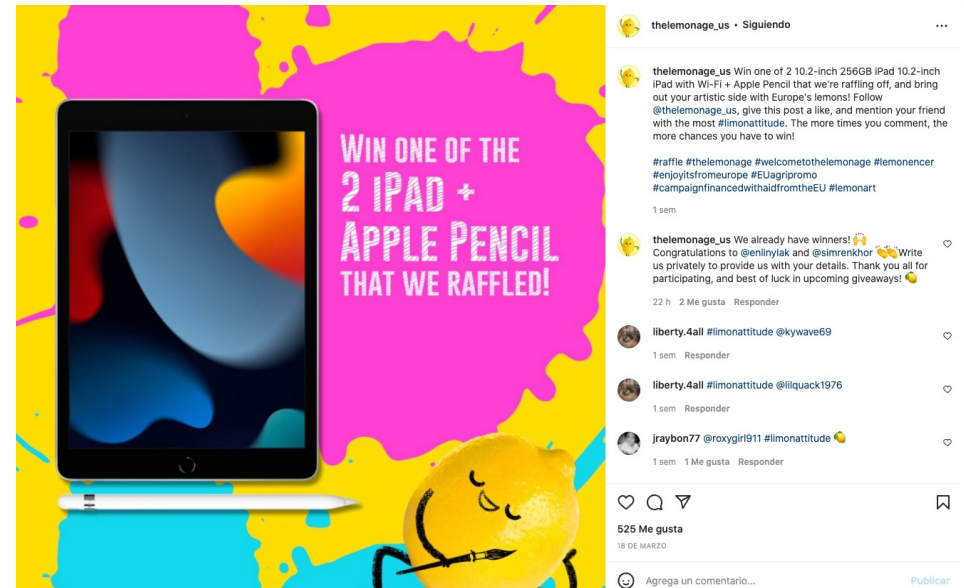 WIN ONE OF THE
2 IPAD +
APPLE PENCIL
THAT WE RAFFLED!
thelemonage_us • Siguiendo
thelemonage_us Win one of 2 10.2-inch 256GB iPad 10.2-inch
iPad with Wi-Fi + Apple Pencil that we're raffling off, and bring
out your artistic side with Europe's lemons! Follow
@thelemonage_us, give this post a like, and mention your friend
with the most #limonattitude. The more times you comment, the
more chances you have to win!
#raffle #thelemonage #welcometothelemonage #lemonencer
#enjoyitsfromeurope #EUagripromo
#campaignfinancedwithaidfromtheEU #lemonart
1 sem
thelemonage_us We already have winners! 🙌
Congratulations to @enlinylak and @simrenkhor 👏👏Write
us privately to provide us with your details. Thank you all for
participating, and best of luck in upcoming giveaways! 🍋
22 h 2 Me gusta Responder
liberty.4all #limonattitude @kywave69
1 sem Responder
liberty.4all #limonattitude @lilquack1976
1 sem Responder
jraybon77 @roxygirl911 #limonattitude 🍋
1 sem 1 Me gusta Responder
525 Me gusta
18 DE MARZO
Agrega un comentario...
Publicar